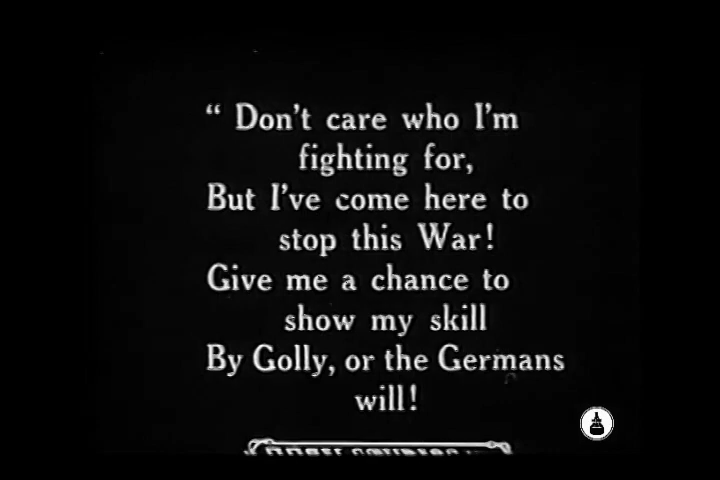 “ Don't care who I'm
fighting for,
But I've come here to
stop this War!
Give me a chance to
show my skill
By Golly, or the Germans
will!